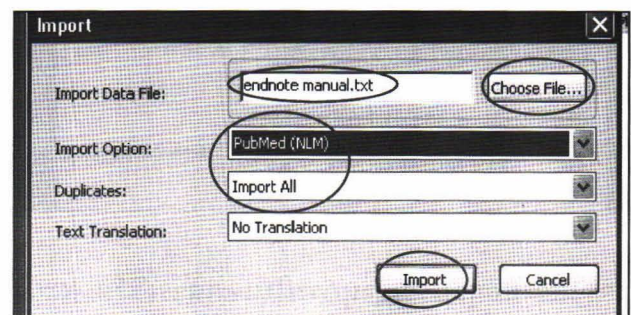 Import
Import Data File: endnote manual.txt Choose File...
Import Option: PubMed (NLM)
Duplicates: Import All
Text Translation: No Translation
Import Cancel